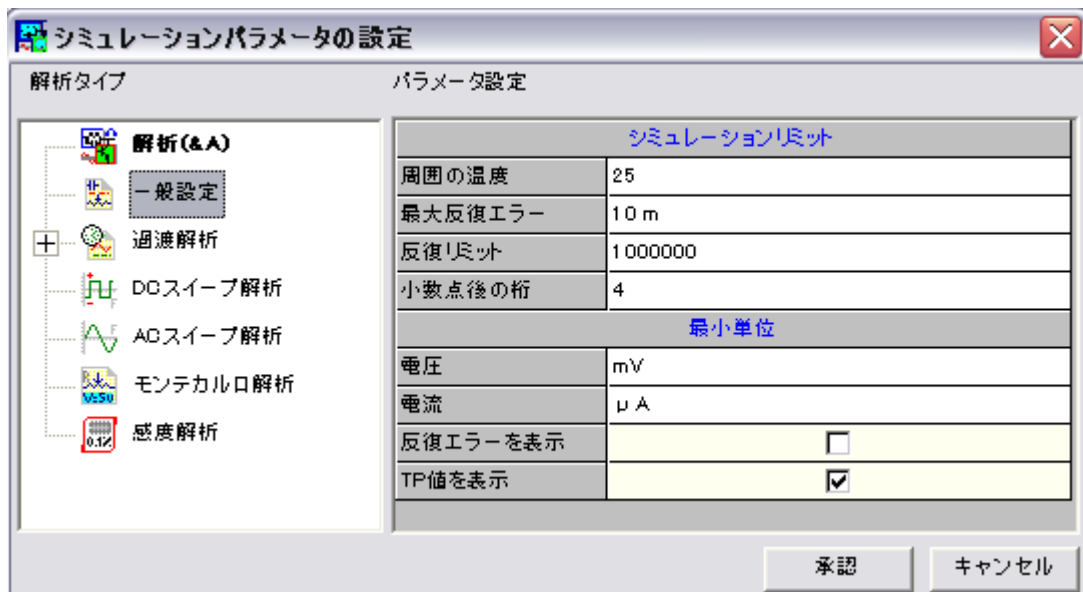 シミュレーションパラメータの設定
解析タイプ
パラメータ設定
解析(&A)
一般設定
過渡解析
DCスイープ解析
ACスイープ解析
モンテカルロ解析
感度解析
シミュレーションリミット
周囲の温度 25
最大反復エラー 10 m
反復リミット 1000000
小数点後の桁 4
最小単位
電圧 mV
電流 μ A
反復エラーを表示
TP値を表示
承認 キャンセル